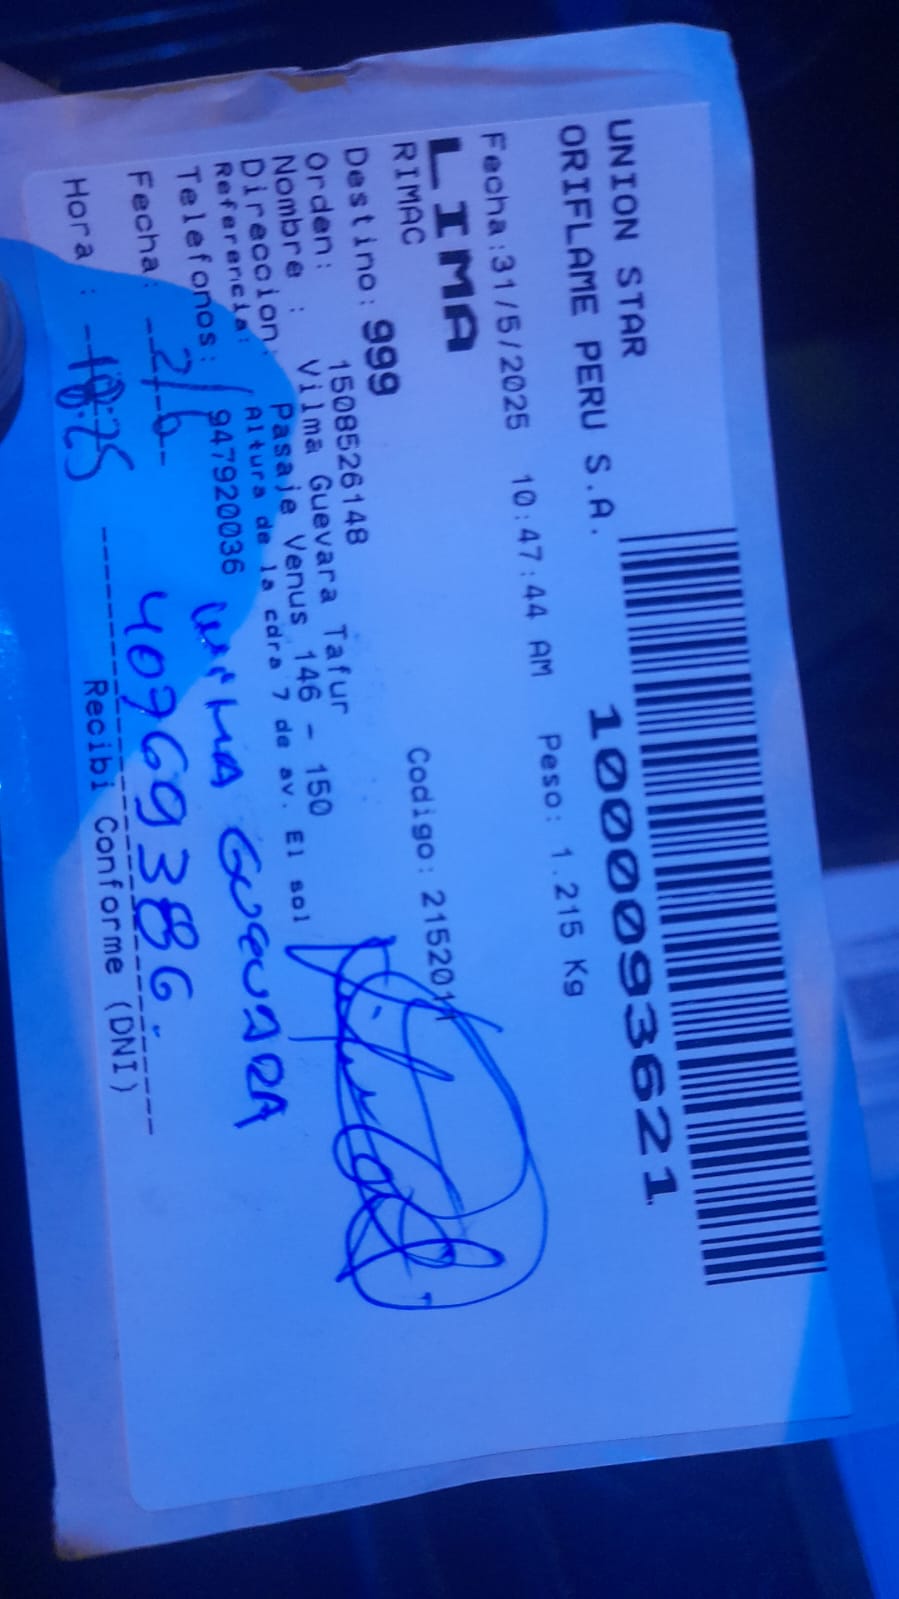 UNION STAR
ORIFLAME PERU S.A.
1000093621
Fecha:31/5/2025 10:47:44 AM Peso: 1.215 Kg
LIMA
RIMAC Codigo: 2152011
Destino: 999
Orden: 1508526148
Nombre : Vilma Guevara Tafur
Direccion: Pasaje Venus 146 - 150
Referencia: Altura de la cdra 7 de av. El sol
Telefonos: 947920036
Wilma GUEVARA
Fecha: 2/6
40769386
Hora : 18:25
Recibi Conforme (DNI)